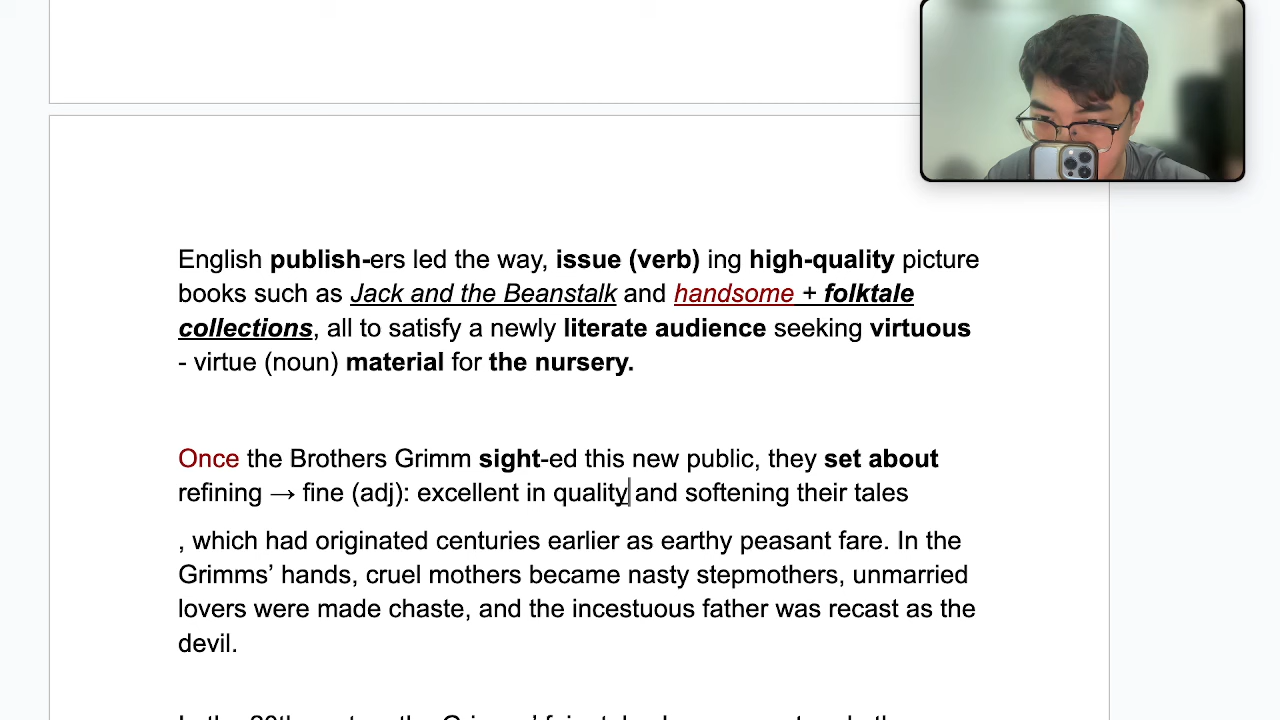 English publish-ers led the way, issue (verb) ing high-quality picture
books such as Jack and the Beanstalk and handsome + folktale
collections, all to satisfy a newly literate audience seeking virtuous
- virtue (noun) material for the nursery.
Once the Brothers Grimm sight-ed this new public, they set about
refining → fine (adj): excellent in quality and softening their tales
, which had originated centuries earlier as earthy peasant fare. In the
Grimms’ hands, cruel mothers became nasty stepmothers, unmarried
lovers were made chaste, and the incestuous father was recast as the
devil.